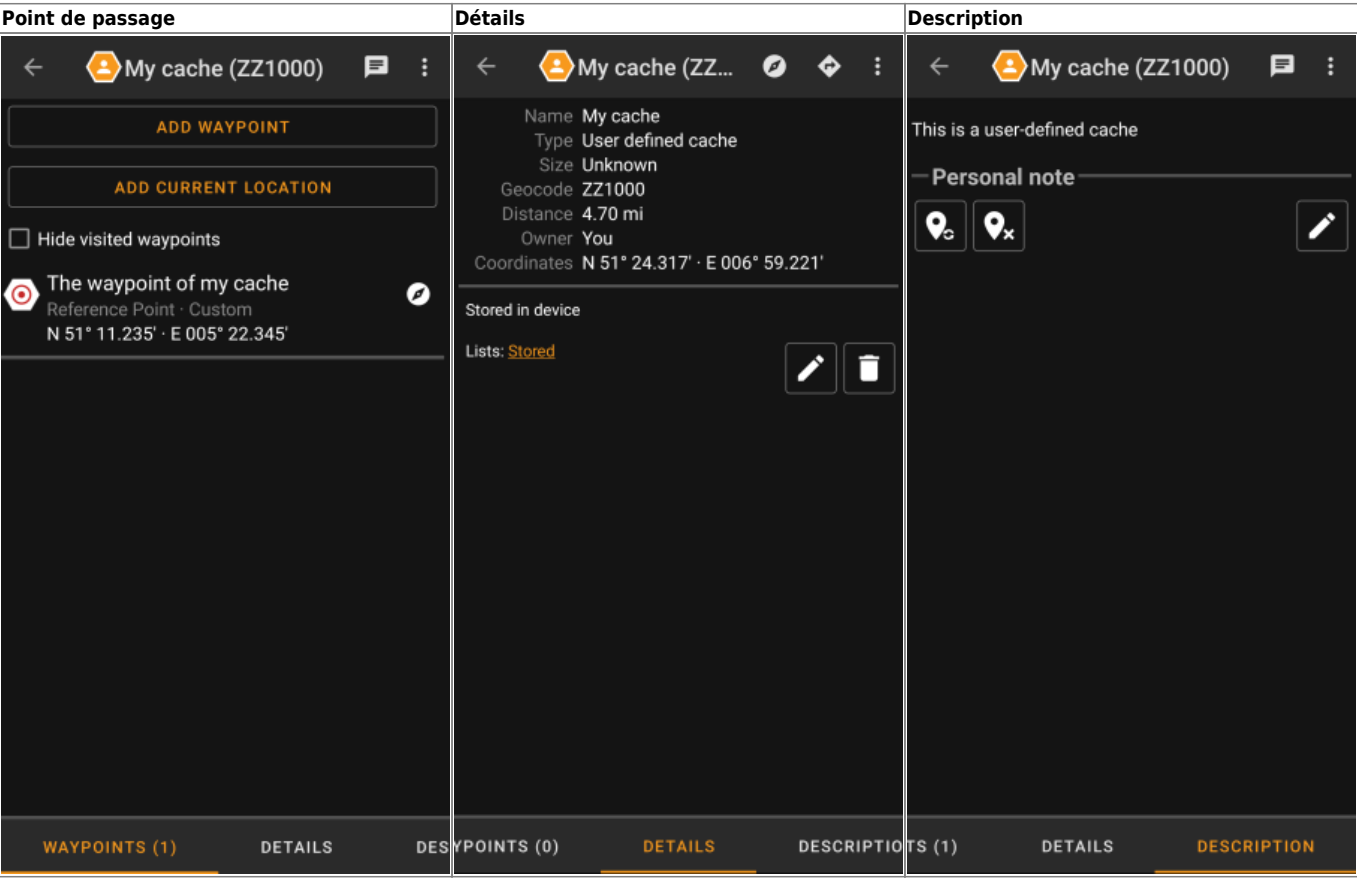 Point de passage
My cache (ZZ1000)
ADD WAYPOINT
ADD CURRENT LOCATION
Hide visited waypoints
The waypoint of my cache
Reference Point · Custom
N 51° 11.235' · E 005° 22.345'
WAYPOINTS (1) DETAILS DES
Détails
My cache (ZZ...
Name My cache
Type User defined cache
Size Unknown
Geocode ZZ1000
Distance 4.70 mi
Owner You
Coordinates N 51° 24.317' · E 006° 59.221'
Stored in device
Lists: Stored
YPOINTS (0) DETAILS DESCRIPTIO
Description
My cache (ZZ1000)
This is a user-defined cache
Personal note
TS (1) DETAILS DESCRIPTION